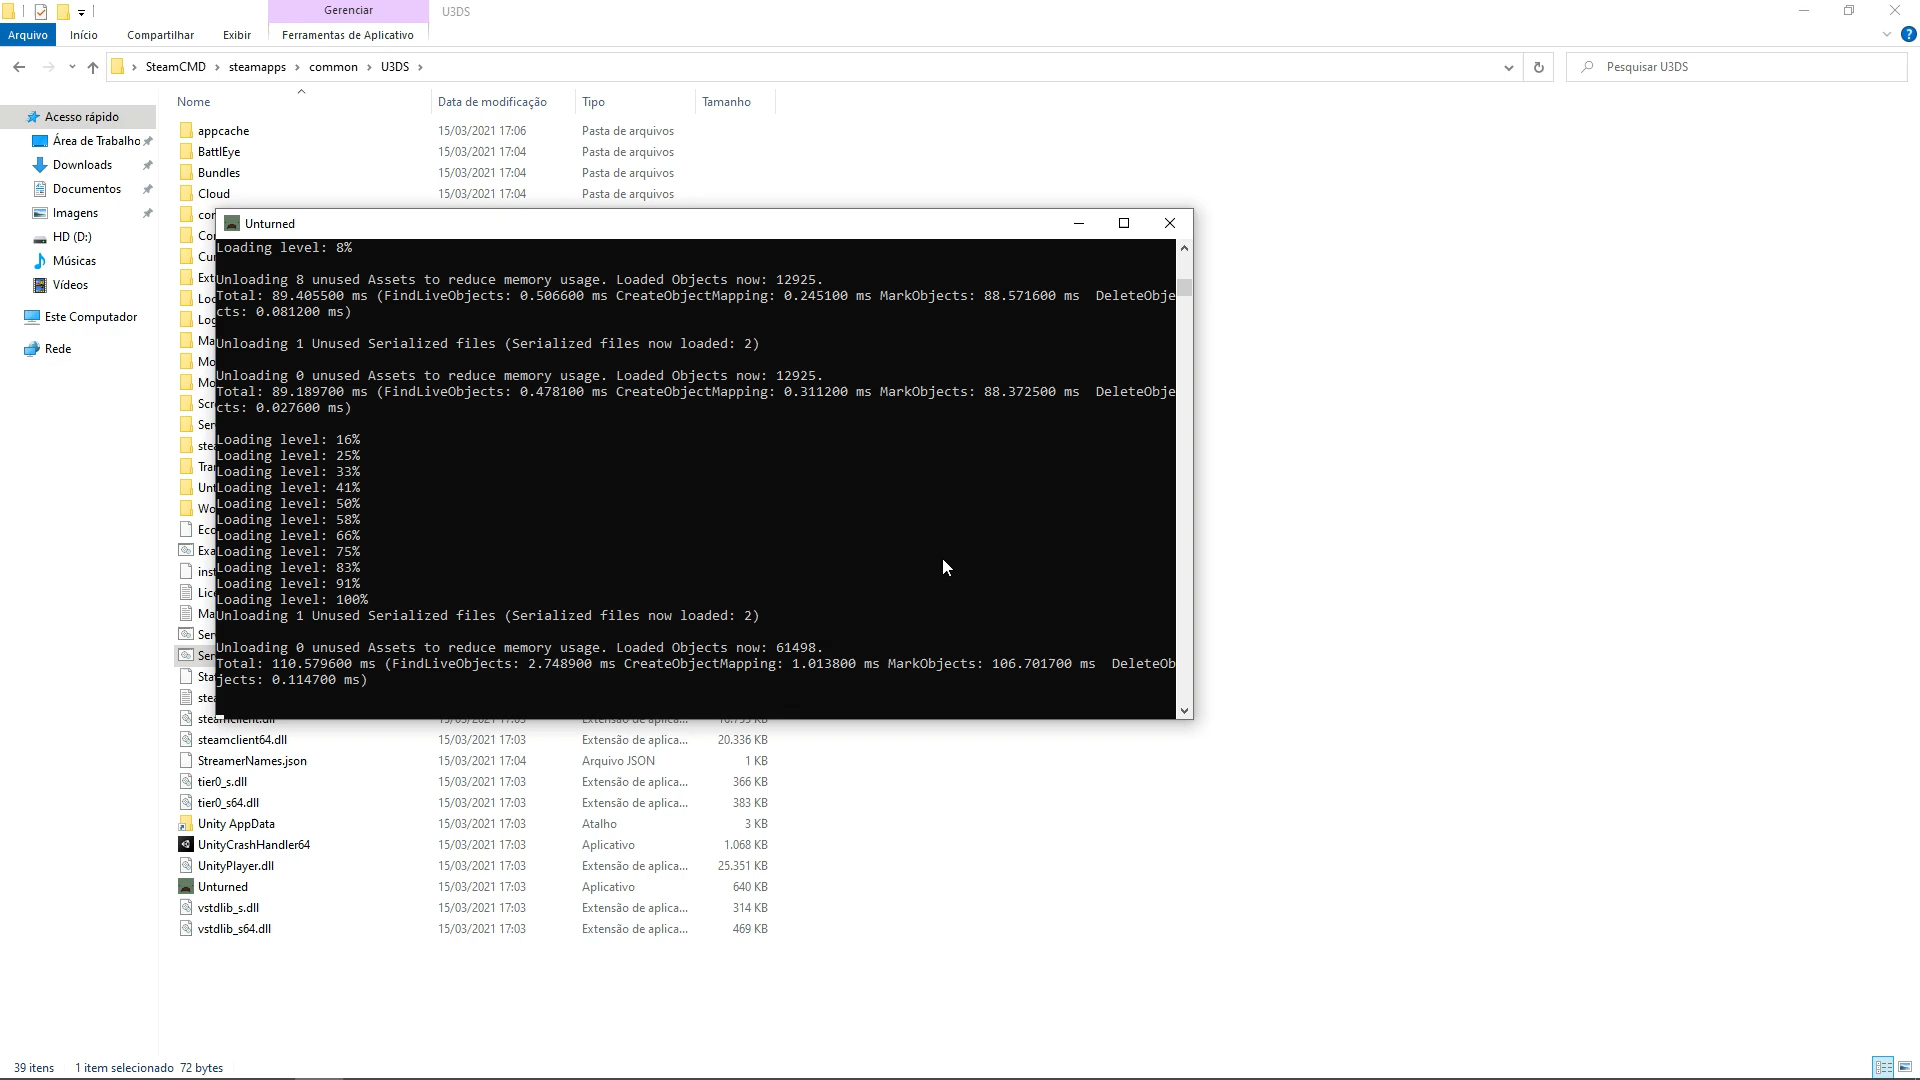 Gerenciar
U3DS
Arquivo
Início
Compartilhar
Exibir
Ferramentas de Aplicativo
SteamCMD
steamapps
common
U3DS
Pesquisar U3DS
Nome
Data de modificação
Tipo
Tamanho
Acesso rápido
Área de Trabalho
Downloads
Documentos
Imagens
HD (D:)
Músicas
Vídeos
Este Computador
Rede
appcache 15/03/2021 17:06 Pasta de arquivos
BattlEye 15/03/2021 17:04 Pasta de arquivos
Bundles 15/03/2021 17:04 Pasta de arquivos
Cloud 15/03/2021 17:04 Pasta de arquivos
Unturned
Loading level: 8%
Unloading 8 unused Assets to reduce memory usage. Loaded Objects now: 12925.
Total: 89.405500 ms (FindLiveObjects: 0.506600 ms CreateObjectMapping: 0.245100 ms MarkObjects: 88.571600 ms  DeleteObje
cts: 0.081200 ms)
Unloading 1 Unused Serialized files (Serialized files now loaded: 2)
Unloading 0 unused Assets to reduce memory usage. Loaded Objects now: 12925.
Total: 89.189700 ms (FindLiveObjects: 0.478100 ms CreateObjectMapping: 0.311200 ms MarkObjects: 88.372500 ms  DeleteObje
cts: 0.027600 ms)
Loading level: 16%
Loading level: 25%
Loading level: 33%
Loading level: 41%
Loading level: 50%
Loading level: 58%
Loading level: 66%
Loading level: 75%
Loading level: 83%
Loading level: 91%
Loading level: 100%
Unloading 1 Unused Serialized files (Serialized files now loaded: 2)
Unloading 0 unused Assets to reduce memory usage. Loaded Objects now: 61498.
Total: 110.579600 ms (FindLiveObjects: 2.748900 ms CreateObjectMapping: 1.013800 ms MarkObjects: 106.701700 ms  DeleteOb
jects: 0.114700 ms)
steamclient64.dll 15/03/2021 17:03 Extensão de aplica... 20.336 KB
StreamerNames.json 15/03/2021 17:04 Arquivo JSON 1 KB
tier0_s.dll 15/03/2021 17:03 Extensão de aplica... 366 KB
tier0_s64.dll 15/03/2021 17:03 Extensão de aplica... 383 KB
Unity AppData 15/03/2021 17:03 Atalho 3 KB
UnityCrashHandler64 15/03/2021 17:03 Aplicativo 1.068 KB
UnityPlayer.dll 15/03/2021 17:03 Extensão de aplica... 25.351 KB
Unturned 15/03/2021 17:03 Aplicativo 640 KB
vstdlib_s.dll 15/03/2021 17:03 Extensão de aplica... 314 KB
vstdlib_s64.dll 15/03/2021 17:03 Extensão de aplica... 469 KB
39 itens
1 item selecionado 72 bytes